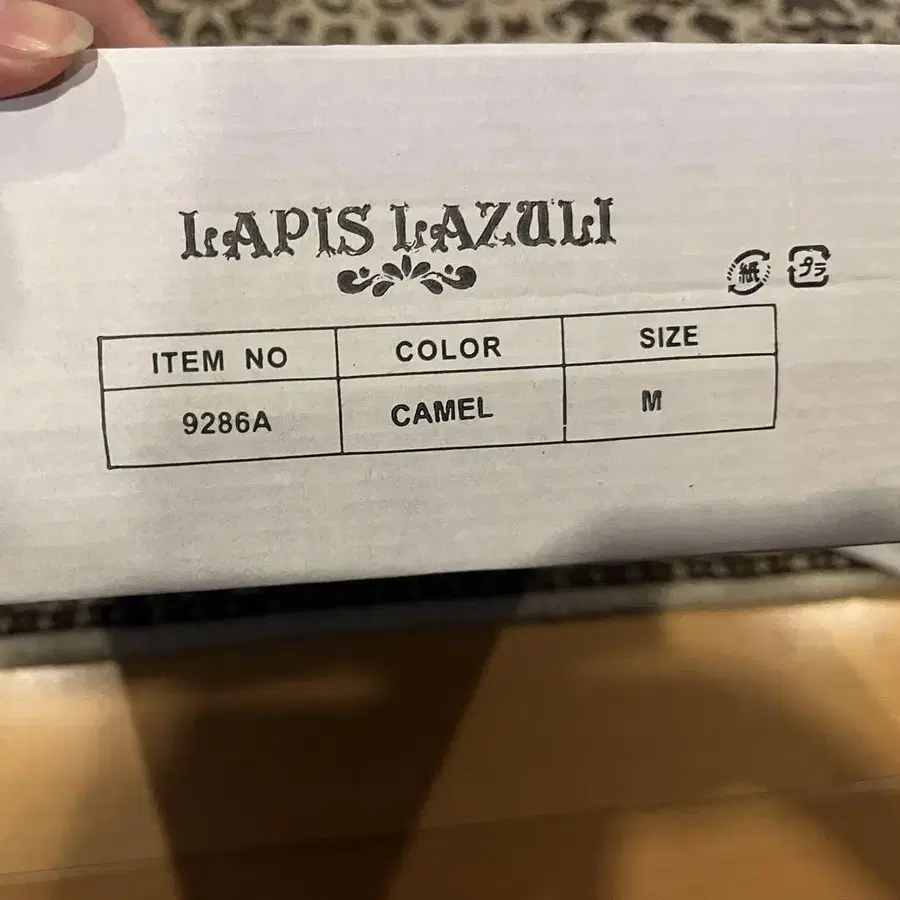 LAPIS LAZULI
紙 プラ
ITEM NO COLOR SIZE
9286A CAMEL M